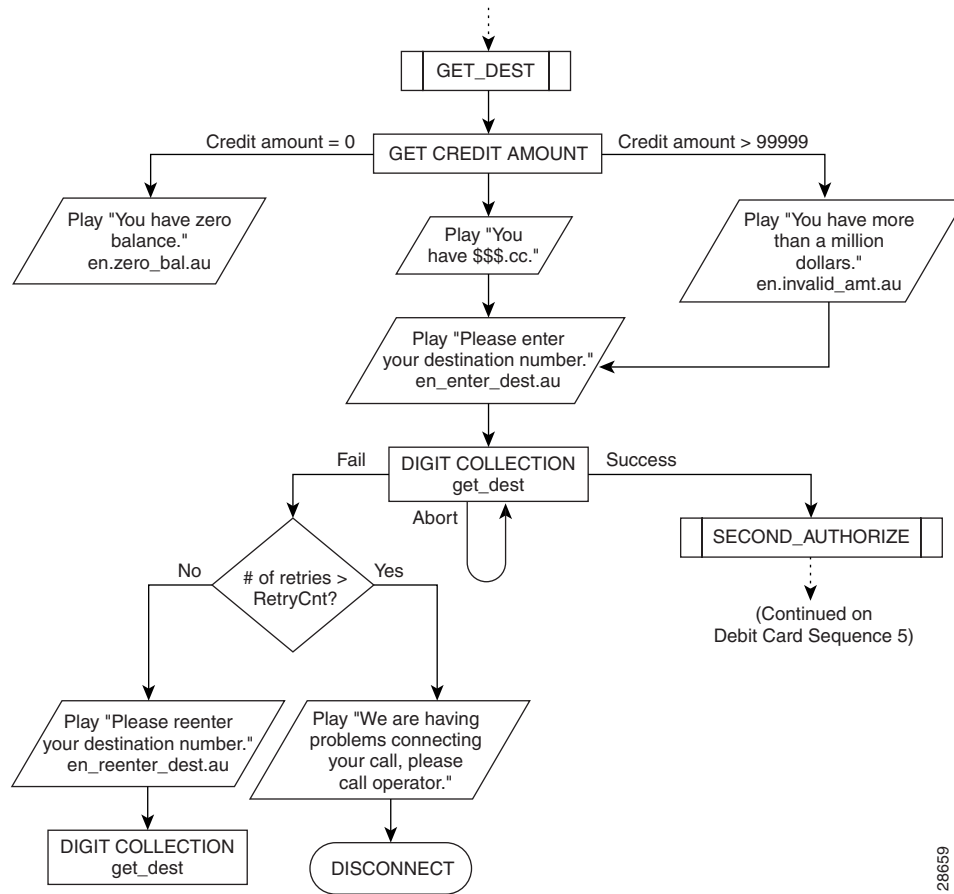 GET_DEST
Credit amount = 0
GET CREDIT AMOUNT
Credit amount > 99999
Play "You have zero
balance."
en.zero_bal.au
Play "You
have $$$.cc."
Play "You have more
than a million
dollars."
en.invalid_amt.au
Play "Please enter
your destination number."
en_enter_dest.au
Fail
DIGIT COLLECTION
get_dest
Success
Abort
SECOND_AUTHORIZE
(Continued on
Debit Card Sequence 5)
No
# of retries >
RetryCnt?
Yes
Play "Please reenter
your destination number."
en_reenter_dest.au
Play "We are having
problems connecting
your call, please
call operator."
DIGIT COLLECTION
get_dest
DISCONNECT
28659